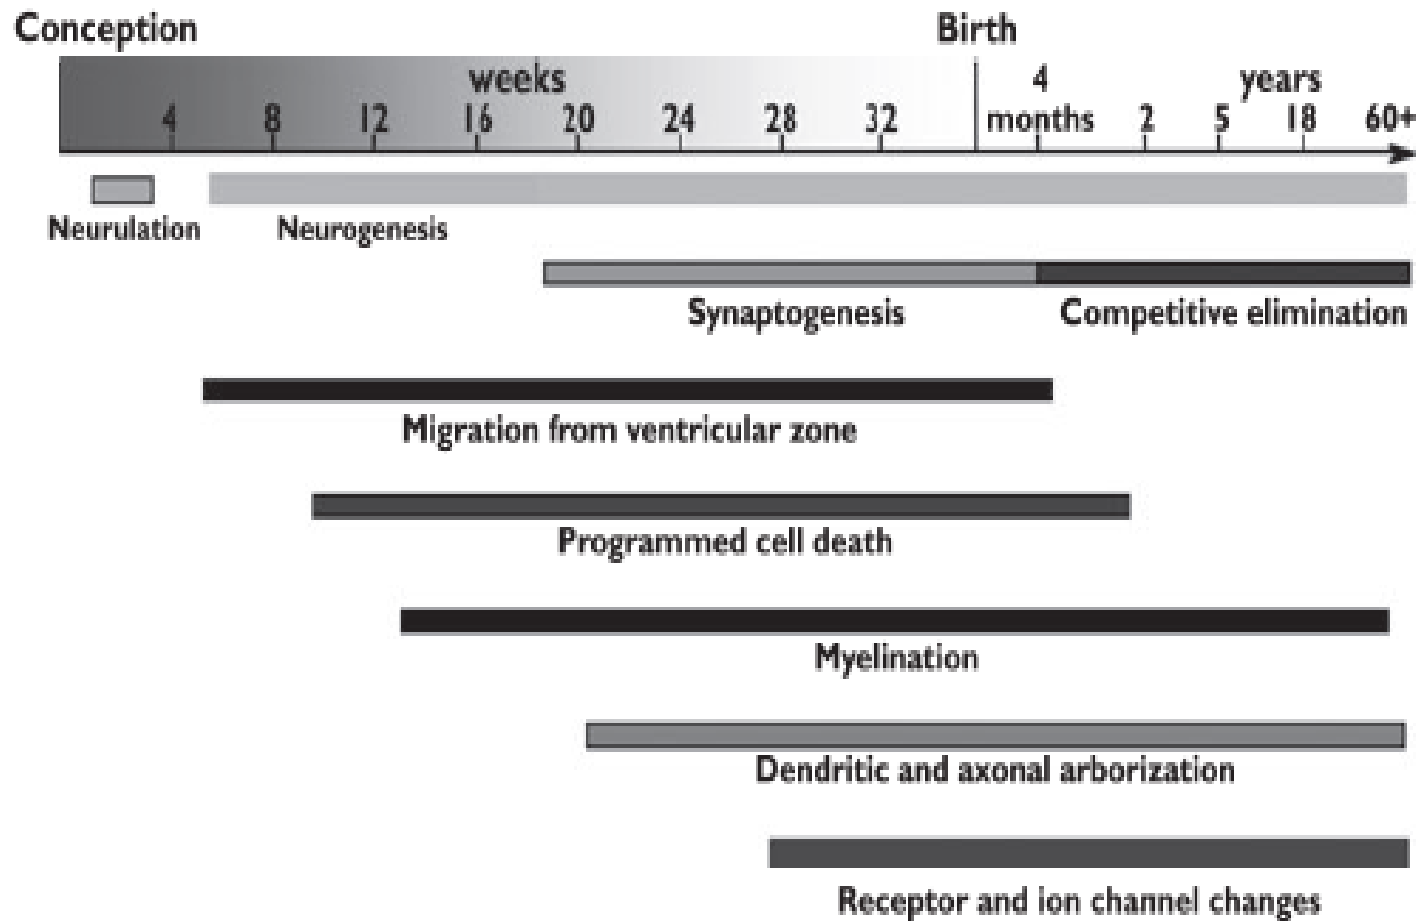 Conception Birth
weeks 4 years
4 8 12 16 20 24 28 32 months 2 5 18 60+
Neurulation Neurogenesis
Synaptogenesis Competitive elimination
Migration from ventricular zone
Programmed cell death
Myelination
Dendritic and axonal arborization
Receptor and ion channel changes